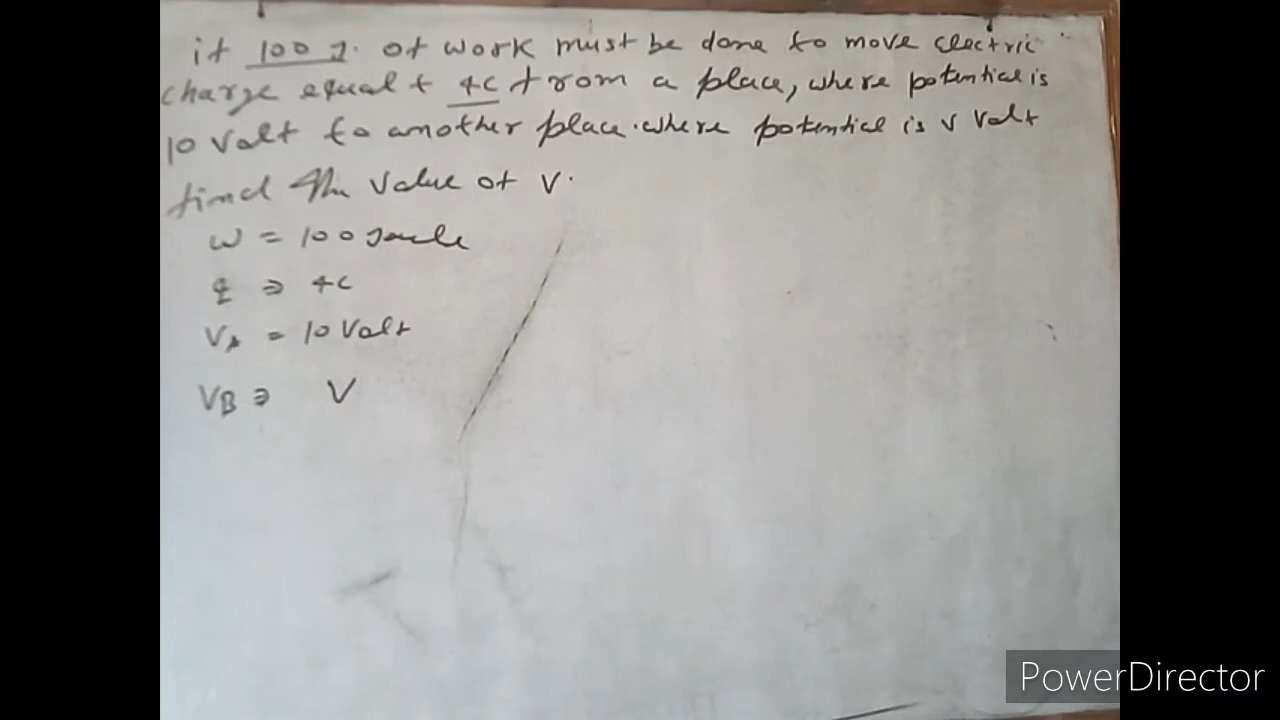 if 100 J. of work must be done to move electric
charge equal t 4C from a place, where potential is
10 Volt to another place. where potential is v Volt
find the value of V.
W = 100 Joule
q = 4C
VA = 10 Volt
VB = V
PowerDirector